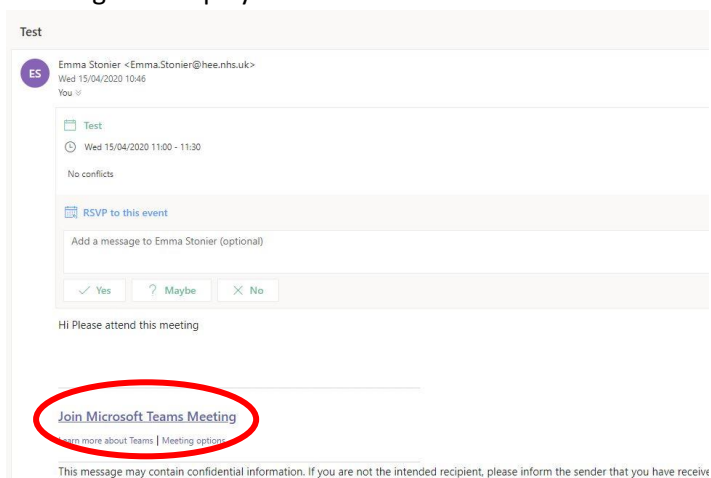 Test
ES
Emma Stonier <Emma.Stonier@hee.nhs.uk>
Wed 15/04/2020 10:46
You
Test
Wed 15/04/2020 11:00 - 11:30
No conflicts
RSVP to this event
Add a message to Emma Stonier (optional)
Yes ? Maybe No
Hi Please attend this meeting
Join Microsoft Teams Meeting
Learn more about Teams | Meeting options
This message may contain confidential information. If you are not the intended recipient, please inform the sender that you have receive